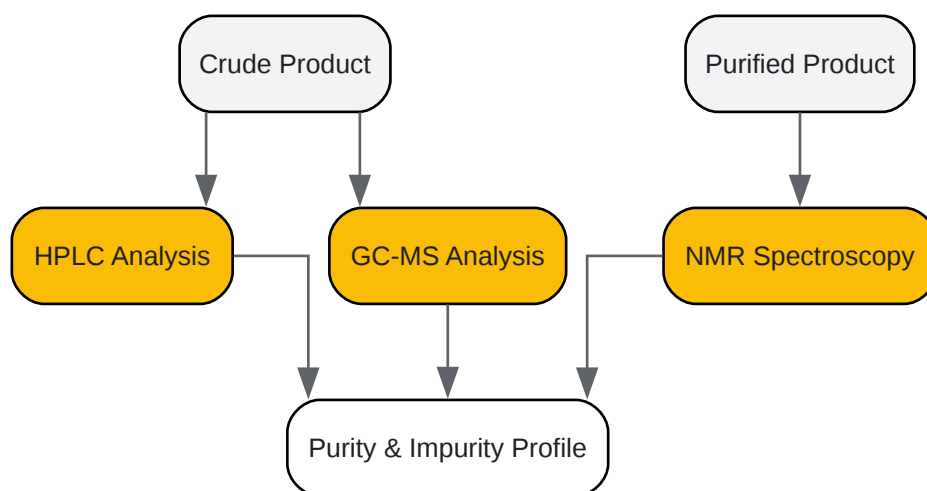 Crude Product
Purified Product
HPLC Analysis
GC-MS Analysis
NMR Spectroscopy
Purity & Impurity Profile